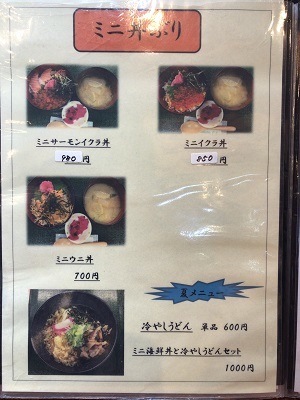 ミニ丼ぶり
ミニサーモンイクラ丼
980円
ミニイクラ丼
850円
ミニウニ丼
700円
夏メニュー
冷やしうどん 単品 600円
ミニ海鮮丼と冷やしうどんセット
1000円